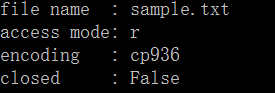 file name  : sample.txt
access mode: r
encoding   : cp936
closed     : False